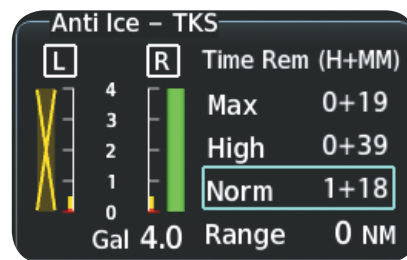 Anti Ice – TKS
L R Time Rem (H+MM)
4
Max 0+19
3
2 High 0+39
1
Norm 1+18
0
Gal 4.0 Range 0 NM